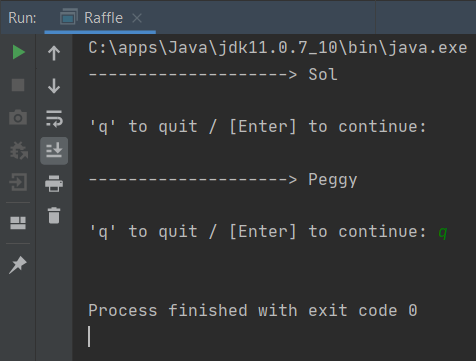 Run: Raffle
C:\apps\Java\jdk11.0.7_10\bin\java.exe
--------------------> Sol
'q' to quit / [Enter] to continue:
--------------------> Peggy
'q' to quit / [Enter] to continue: q
Process finished with exit code 0